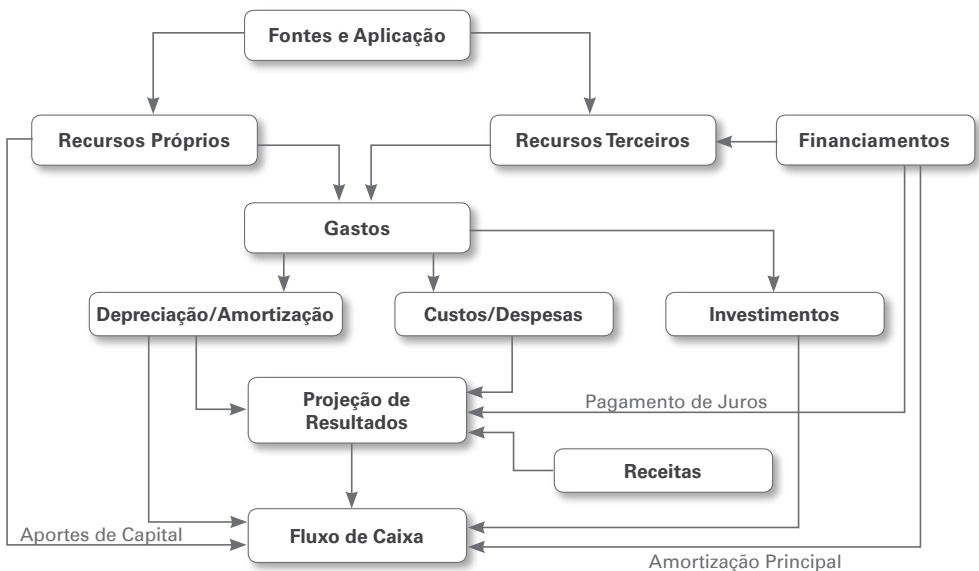 Fontes e Aplicação
Recursos Próprios
Recursos Terceiros
Financiamentos
Gastos
Depreciação/Amortização
Custos/Despesas
Investimentos
Projeção de
Resultados
Pagamento de Juros
Receitas
Aportes de Capital
Fluxo de Caixa
Amortização Principal